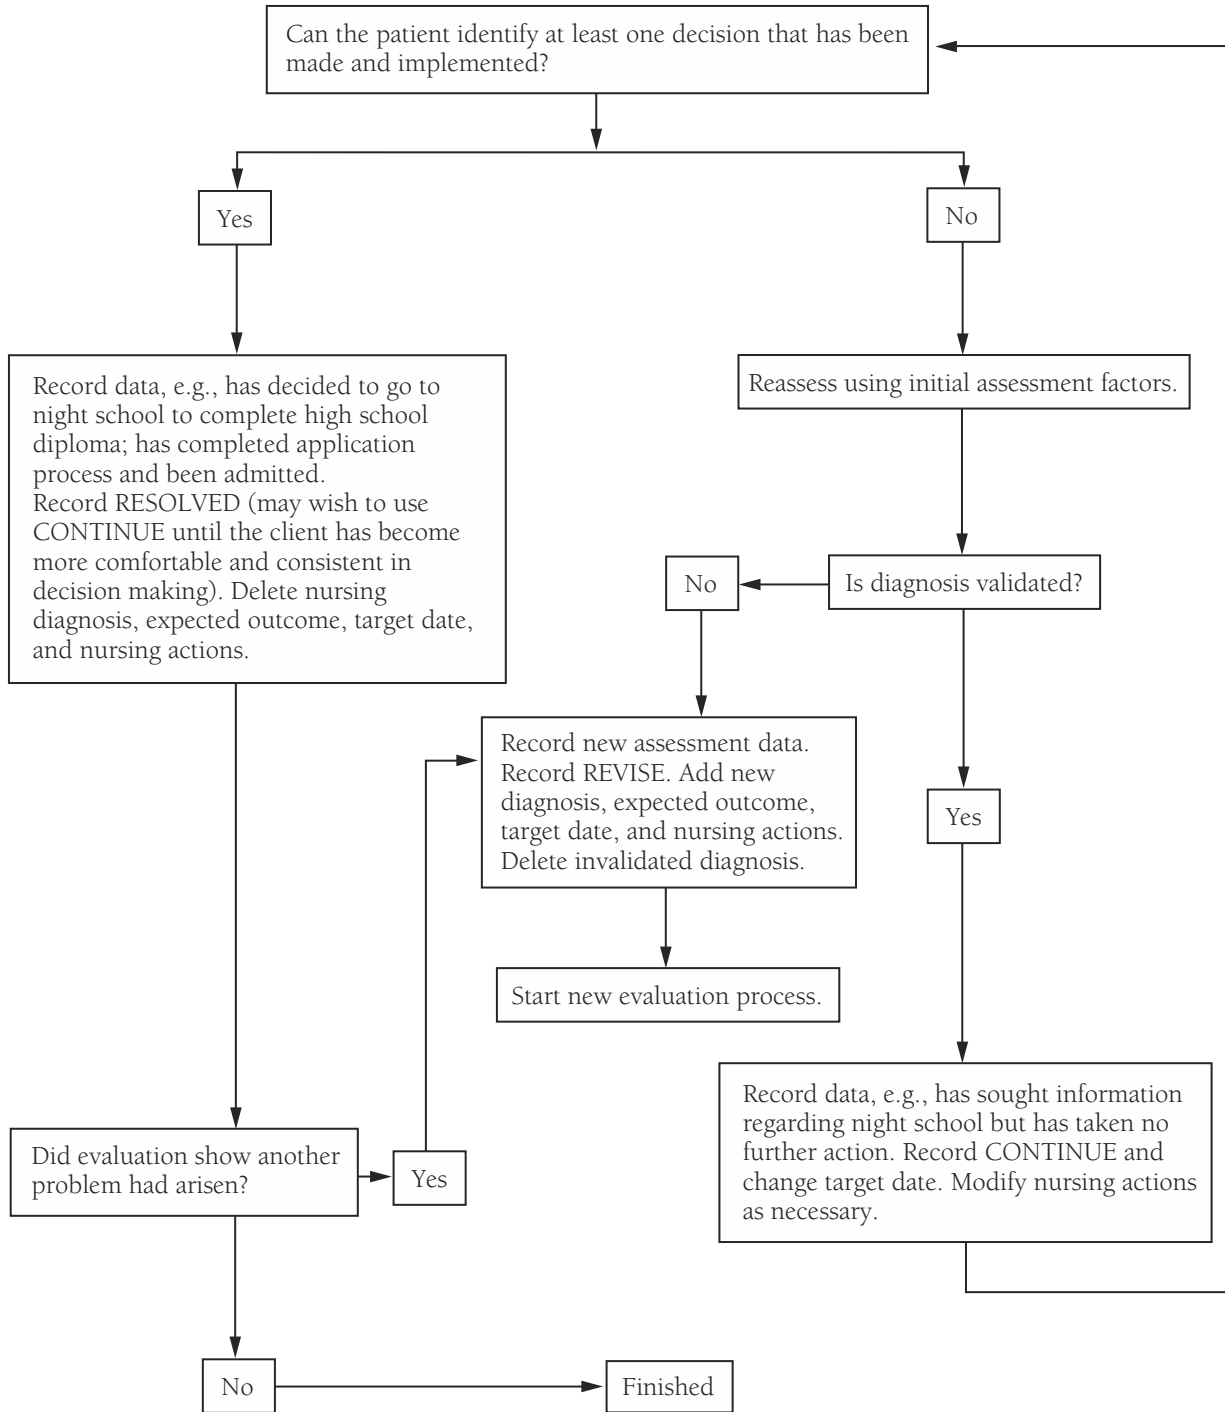 Can the patient identify at least one decision that has been
made and implemented?
Yes
No
Record data, e.g., has decided to go to
night school to complete high school
diploma; has completed application
process and been admitted.
Record RESOLVED (may wish to use
CONTINUE until the client has become
more comfortable and consistent in
decision making). Delete nursing
diagnosis, expected outcome, target date,
and nursing actions.
Reassess using initial assessment factors.
Is diagnosis validated?
No
Record new assessment data.
Record REVISE. Add new
diagnosis, expected outcome,
target date, and nursing actions.
Delete invalidated diagnosis.
Yes
Start new evaluation process.
Record data, e.g., has sought information
regarding night school but has taken no
further action. Record CONTINUE and
change target date. Modify nursing actions
as necessary.
Did evaluation show another
problem had arisen?
Yes
No
Finished